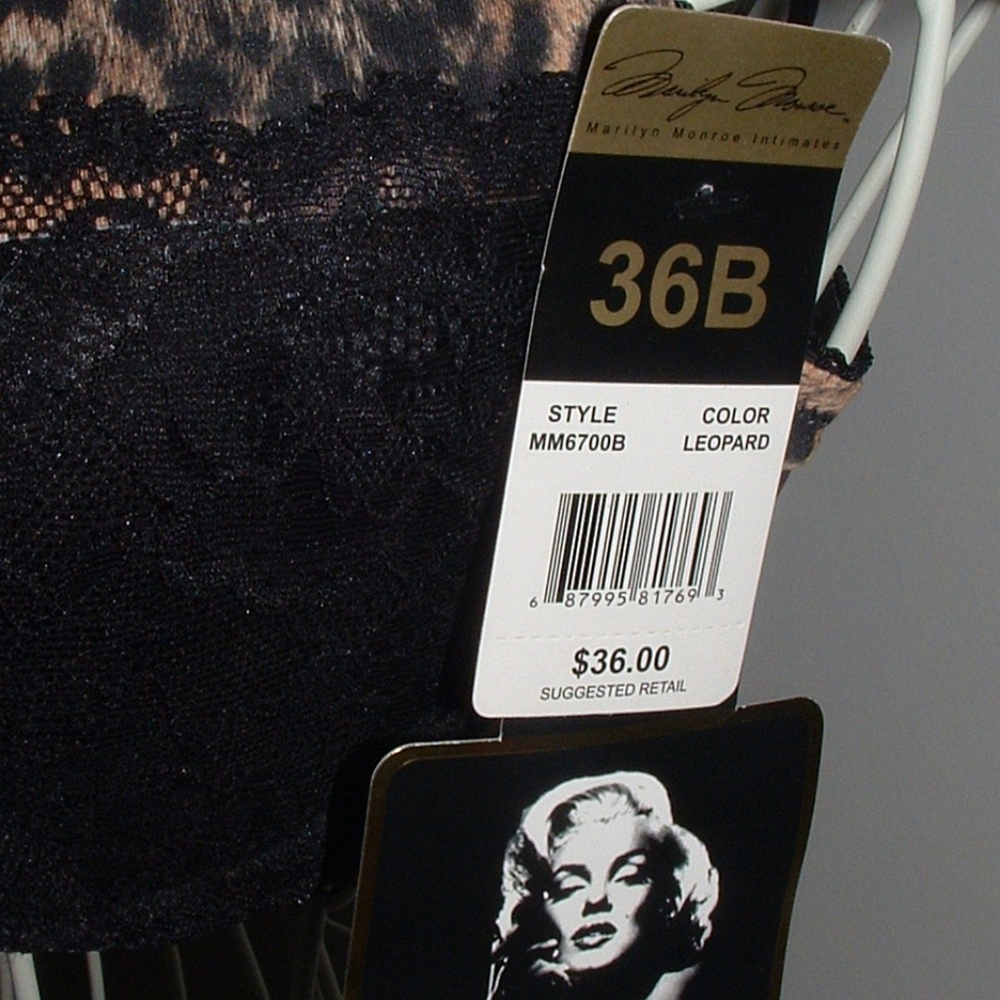 Marilyn Monroe
Marilyn Monroe Intimates
36B
STYLE COLOR
MM6700B LEOPARD
6 87995 81769 3
$36.00
SUGGESTED RETAIL